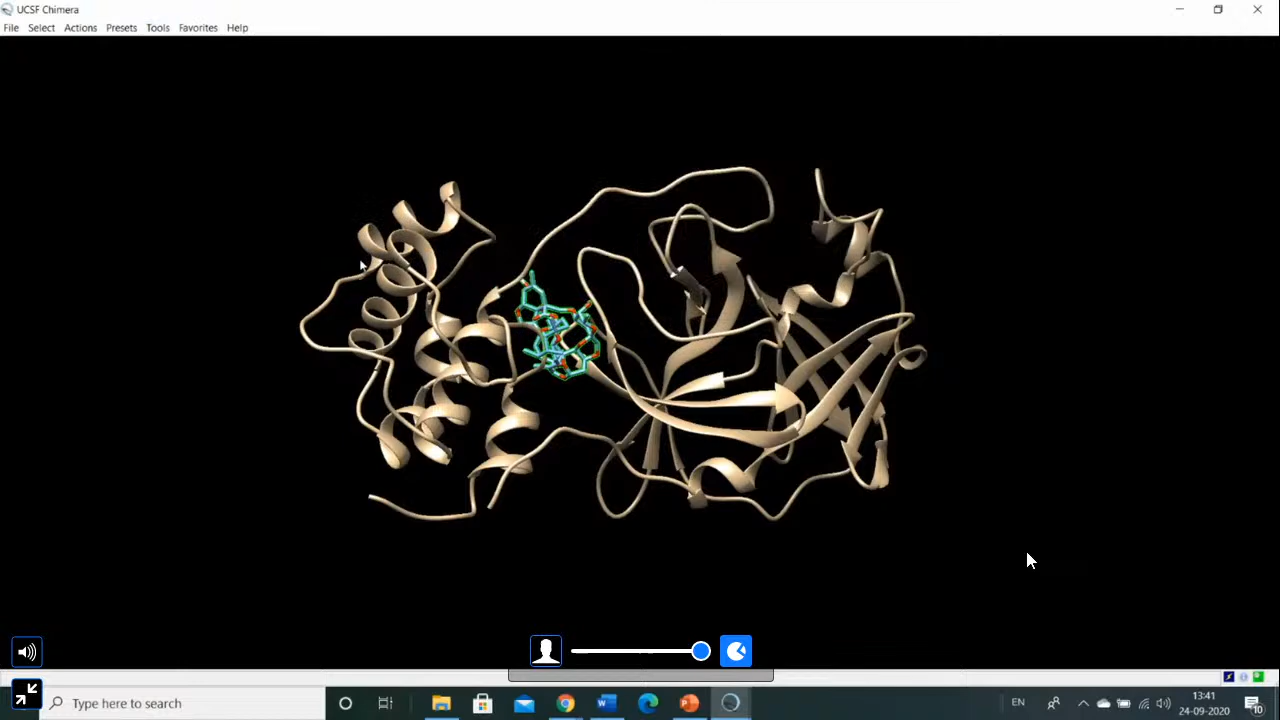 UCSF Chimera
File Select Actions Presets Tools Favorites Help
Type here to search
EN
13:41
24-09-2020
10